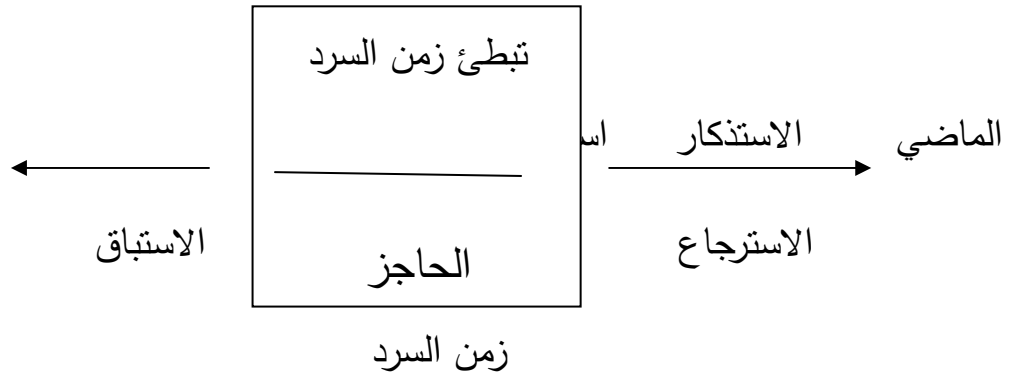 تبطئ زمن السرد
الماضي الاستذكار
الاسترجاع الاستباق
الحاجز
زمن السرد